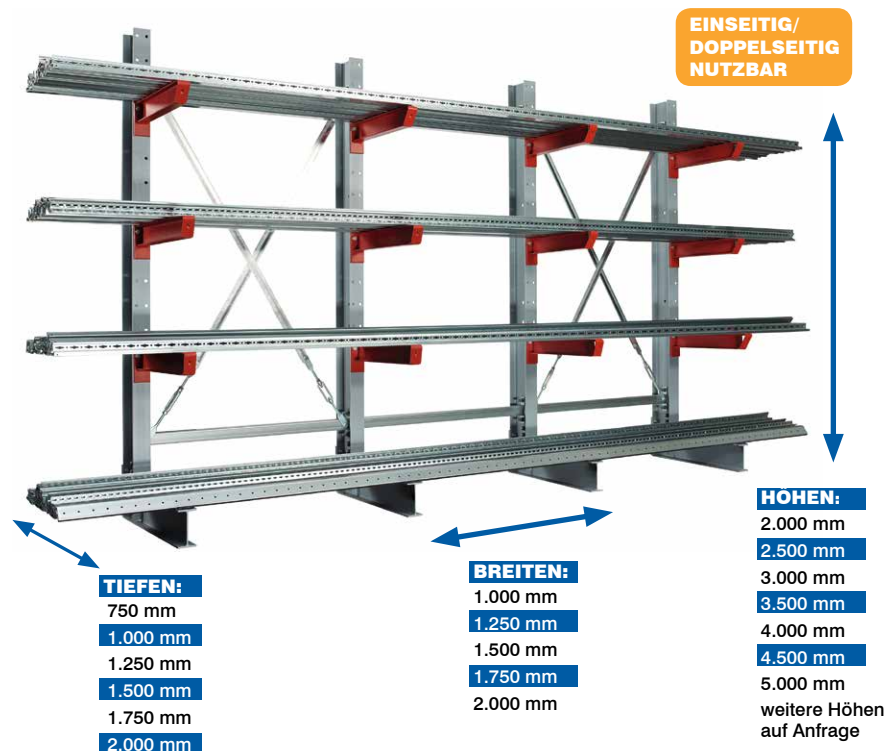 EINSEITIG/
DOPPELSEITIG
NUTZBAR
TIEFEN:
750 mm
1.000 mm
1.250 mm
1.500 mm
1.750 mm
2.000 mm
BREITEN:
1.000 mm
1.250 mm
1.500 mm
1.750 mm
2.000 mm
HÖHEN:
2.000 mm
2.500 mm
3.000 mm
3.500 mm
4.000 mm
4.500 mm
5.000 mm
weitere Höhen
auf Anfrage